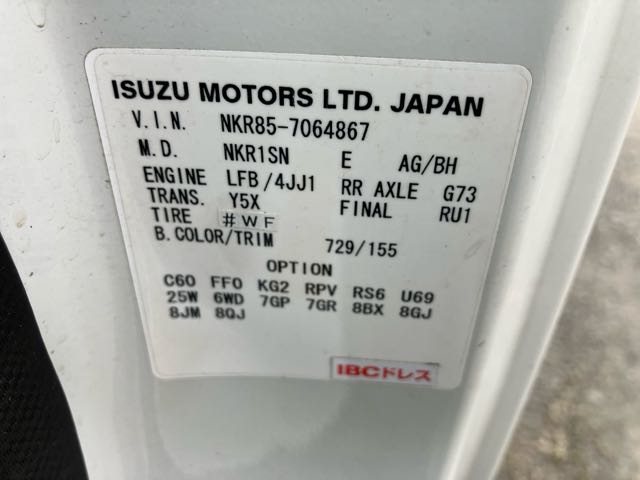 ISUZU MOTORS LTD. JAPAN
V.I.N. NKR85-7064867
M.D. NKR1SN E AG/BH
ENGINE LFB/4JJ1 RR AXLE G73
TRANS. Y5X FINAL RU1
TIRE #WF
B.COLOR/TRIM 729/155
OPTION
C60 FF0 KG2 RPV RS6 U69
25W 6WD 7GP 7GR 8BX 8GJ
8JM 8QJ
IBCドレス